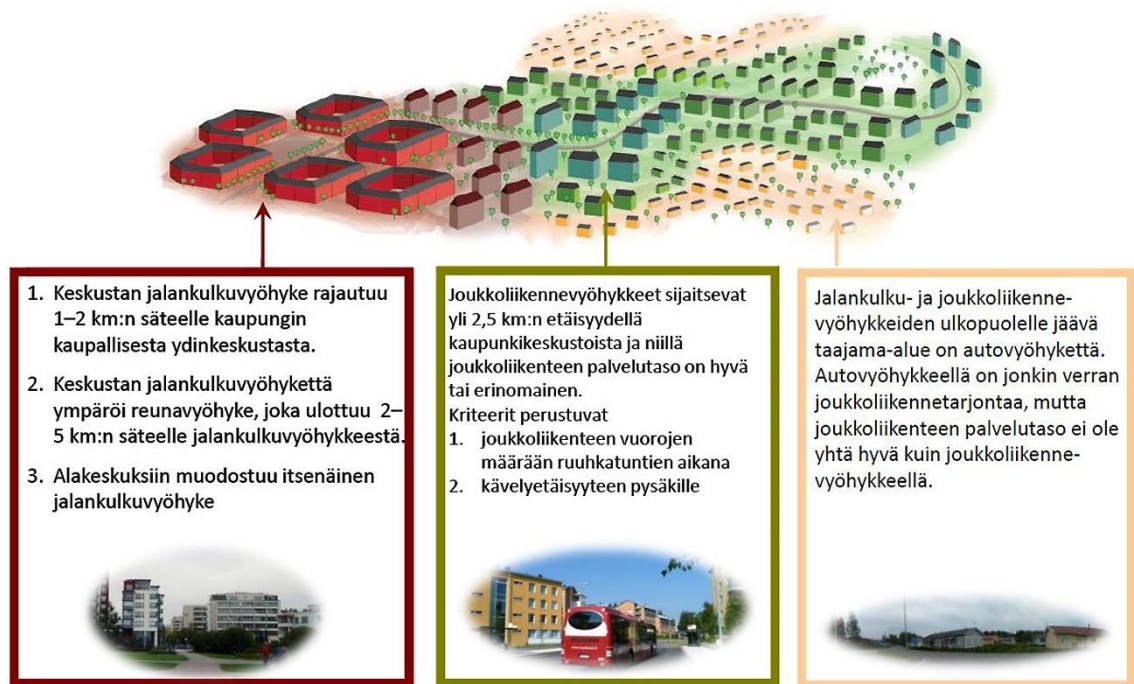 1. Keskustan jalankulkuvyöhyke rajautuu
1–2 km:n säteelle kaupungin
kaupallisesta ydinkeskustasta.
2. Keskustan jalankulkuvyöhykettä
ympäröi reunavyöhyke, joka ulottuu 2–
5 km:n säteelle jalankulkuvyöhykkeestä.
3. Alakeskuksiin muodostuu itsenäinen
jalankulkuvyöhyke
Joukkoliikennevyöhykkeet sijaitsevat
yli 2,5 km:n etäisyydellä
kaupunkikeskustoista ja niillä
joukkoliikenteen palvelutaso on hyvä
tai erinomainen.
Kriteerit perustuvat
1. joukkoliikenteen vuorojen
määrään ruuhkatuntien aikana
2. kävelyetäisyyteen pysäkille
Jalankulku- ja joukkoliikenne-
vyöhykkeiden ulkopuolelle jäävä
taajama-alue on autovyöhykettä.
Autovyöhykkeellä on jonkin verran
joukkoliikennetarjontaa, mutta
joukkoliikenteen palvelutaso ei ole
yhtä hyvä kuin joukkoliikenne-
vyöhykkeellä.